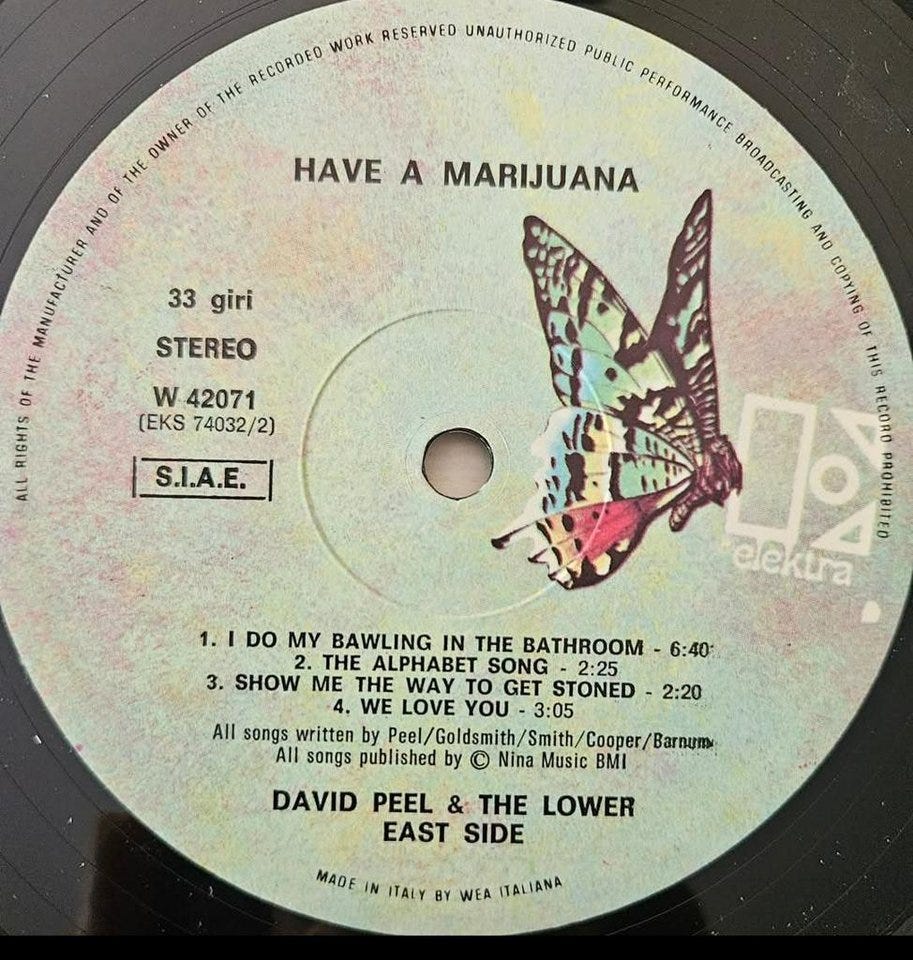 ALL RIGHTS OF THE MANUFACTURER AND OF THE OWNER OF THE RECORDED WORK RESERVED UNAUTHORIZED PUBLIC PERFORMANCE BROADCASTING AND COPYING OF THIS RECORD PROHIBITED
HAVE A MARIJUANA
33 giri
STEREO
W 42071
(EKS 74032/2)
S.I.A.E.
elektra
1. I DO MY BAWLING IN THE BATHROOM - 6:40
2. THE ALPHABET SONG - 2:25
3. SHOW ME THE WAY TO GET STONED - 2:20
4. WE LOVE YOU - 3:05
All songs written by Peel/Goldsmith/Smith/Cooper/Barnum
All songs published by © Nina Music BMI
DAVID PEEL & THE LOWER
EAST SIDE
MADE IN ITALY BY WEA ITALIANA